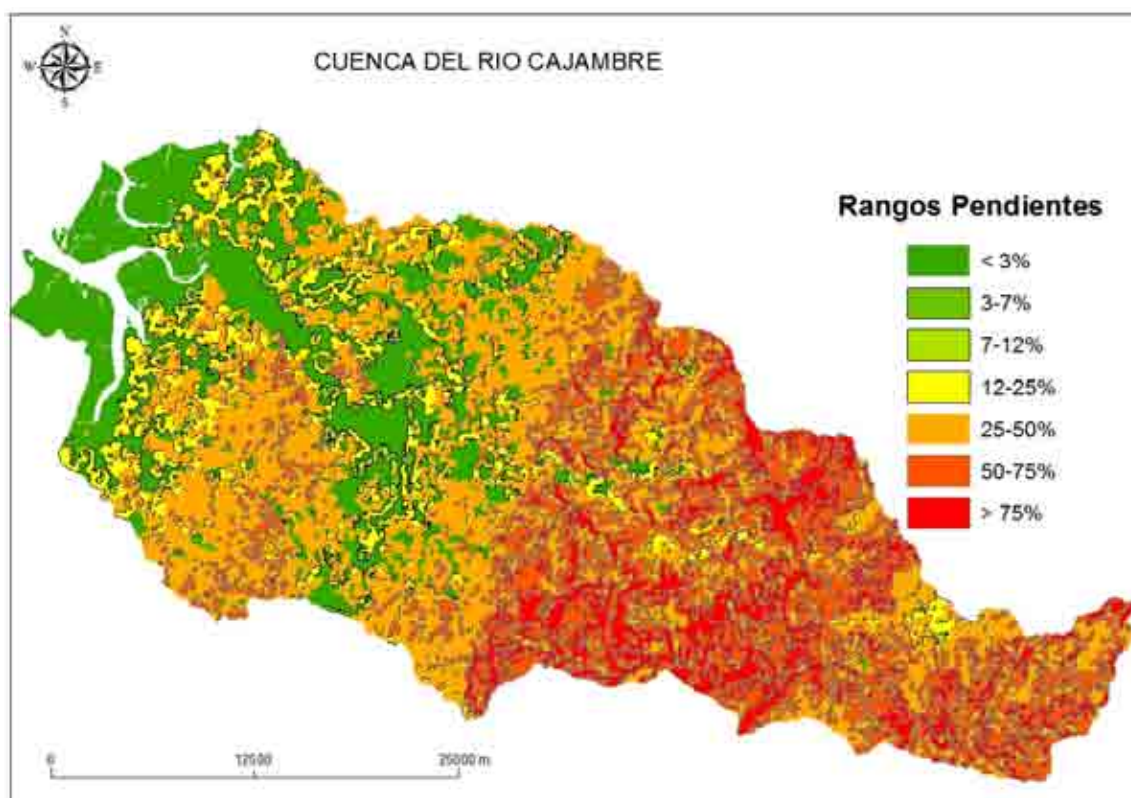 N
W
E
S
CUENCA DEL RIO CAJAMBRE
Rangos Pendientes
< 3%
3-7%
7-12%
12-25%
25-50%
50-75%
> 75%
0 12500 25000 m